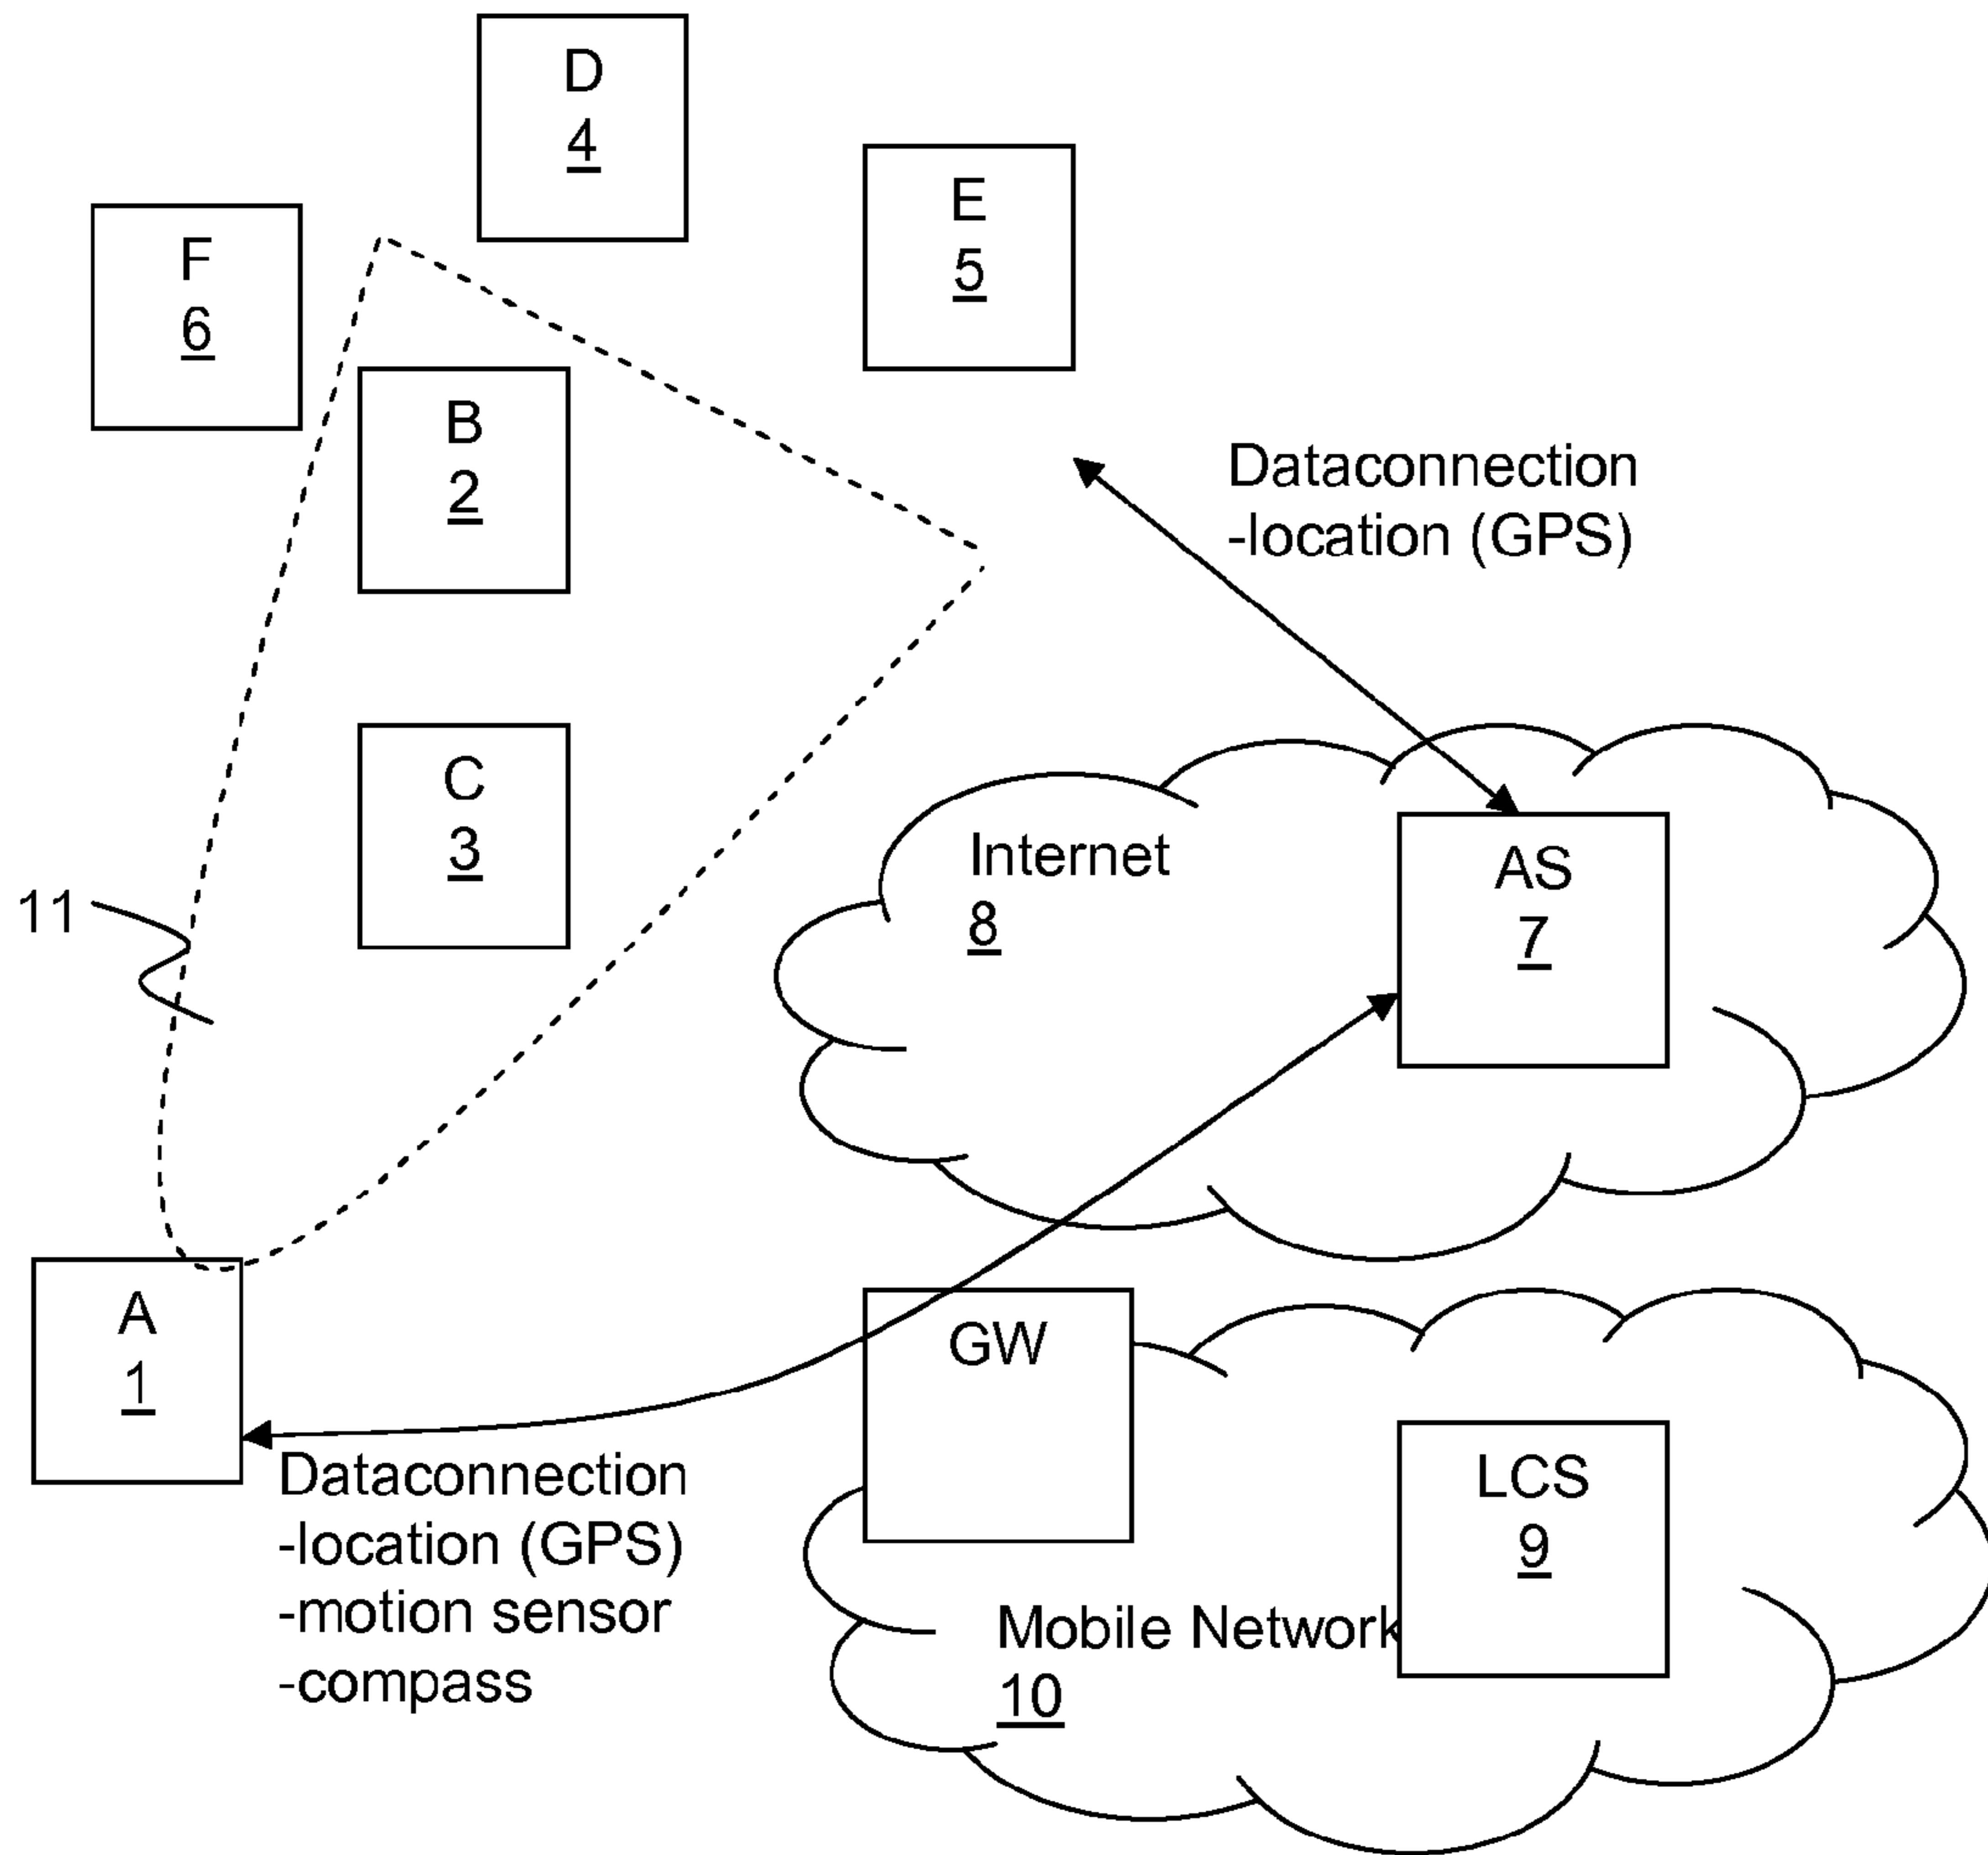 D
4
E
5
F
6
B
2
Dataconnection
-location (GPS)
C
3
11
Internet
8
AS
7
A
1
GW
Dataconnection
-location (GPS)
-motion sensor
-compass
LCS
9
Mobile Network
10